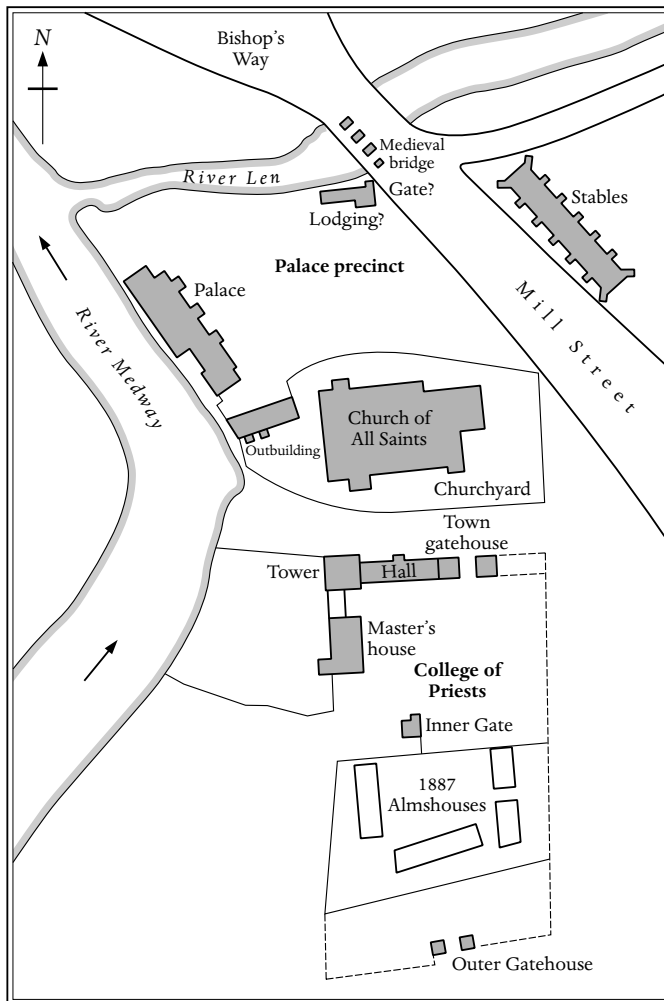 N
Bishop's
Way
Medieval
bridge
River Len
Gate?
Lodging?
Stables
Palace precinct
Palace
River Medway
Mill Street
Church of
All Saints
Outbuilding
Churchyard
Town
gatehouse
Tower
Hall
Master's
house
College of
Priests
Inner Gate
1887
Almshouses
Outer Gatehouse